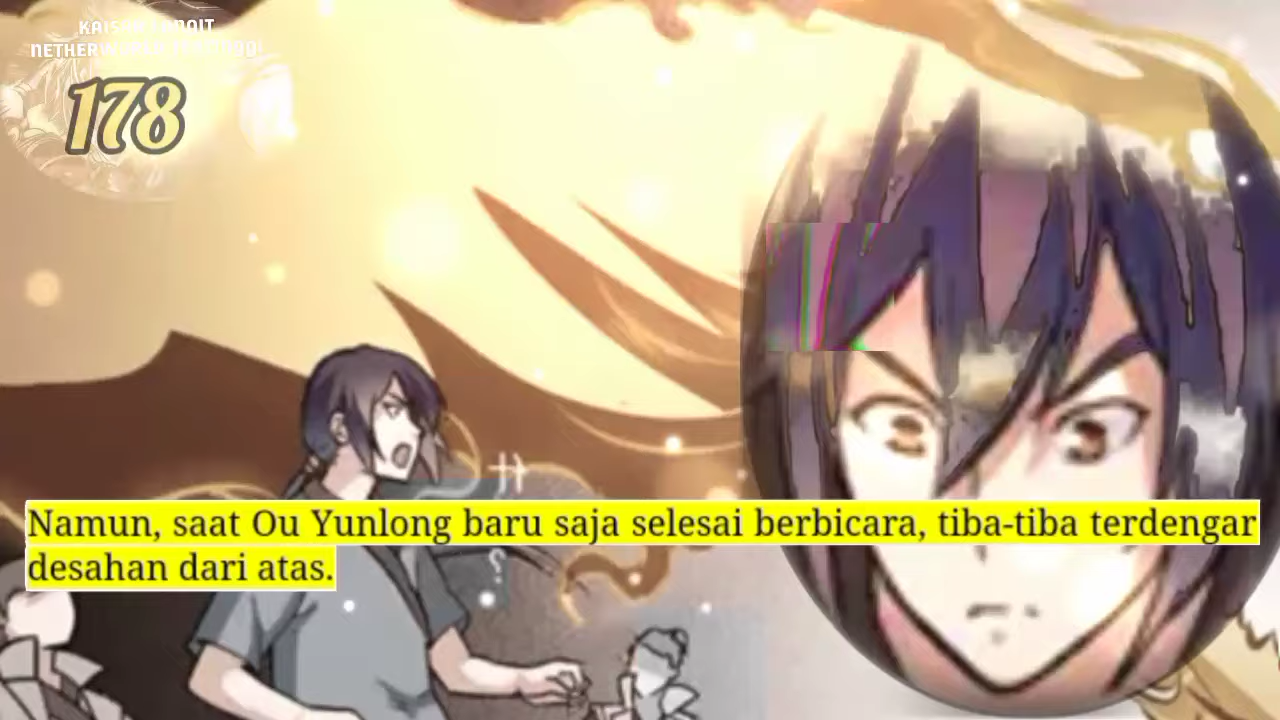 178
Namun, saat Ou Yunlong baru saja selesai berbicara, tiba-tiba terdengar
desahan dari atas.